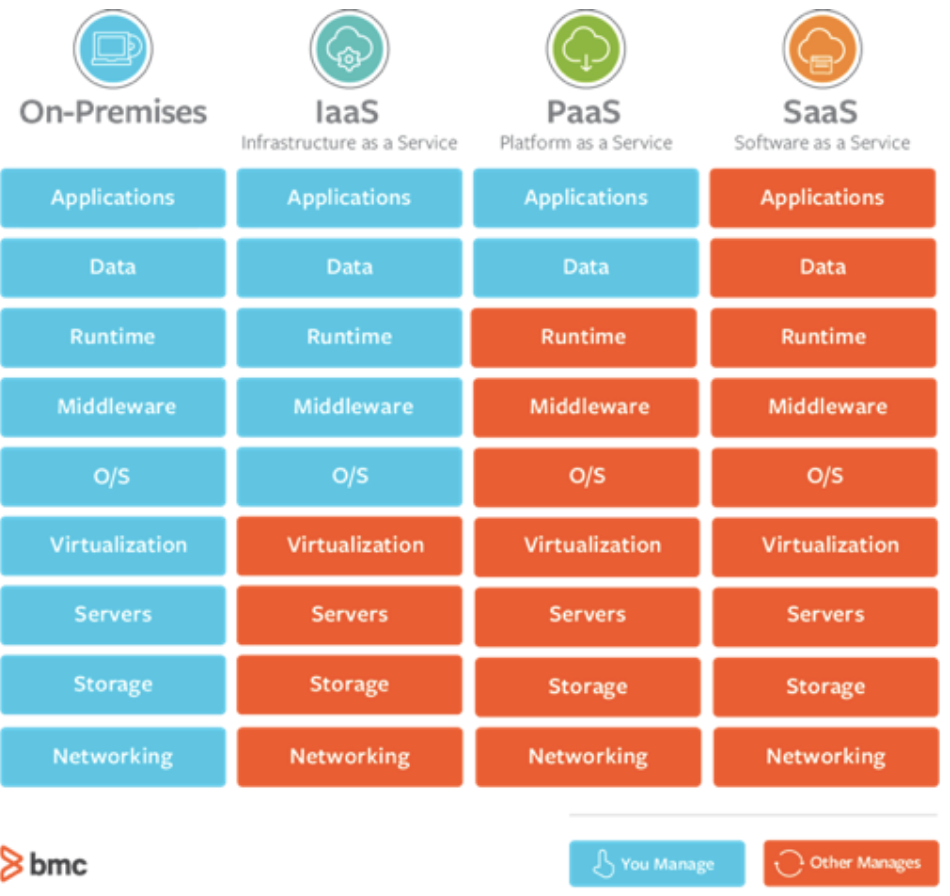 On-Premises IaaS PaaS SaaS
Infrastructure as a Service Platform as a Service Software as a Service
Applications Applications Applications Applications
Data Data Data Data
Runtime Runtime Runtime Runtime
Middleware Middleware Middleware Middleware
O/S O/S O/S O/S
Virtualization Virtualization Virtualization Virtualization
Servers Servers Servers Servers
Storage Storage Storage Storage
Networking Networking Networking Networking
bmc You Manage Other Manages